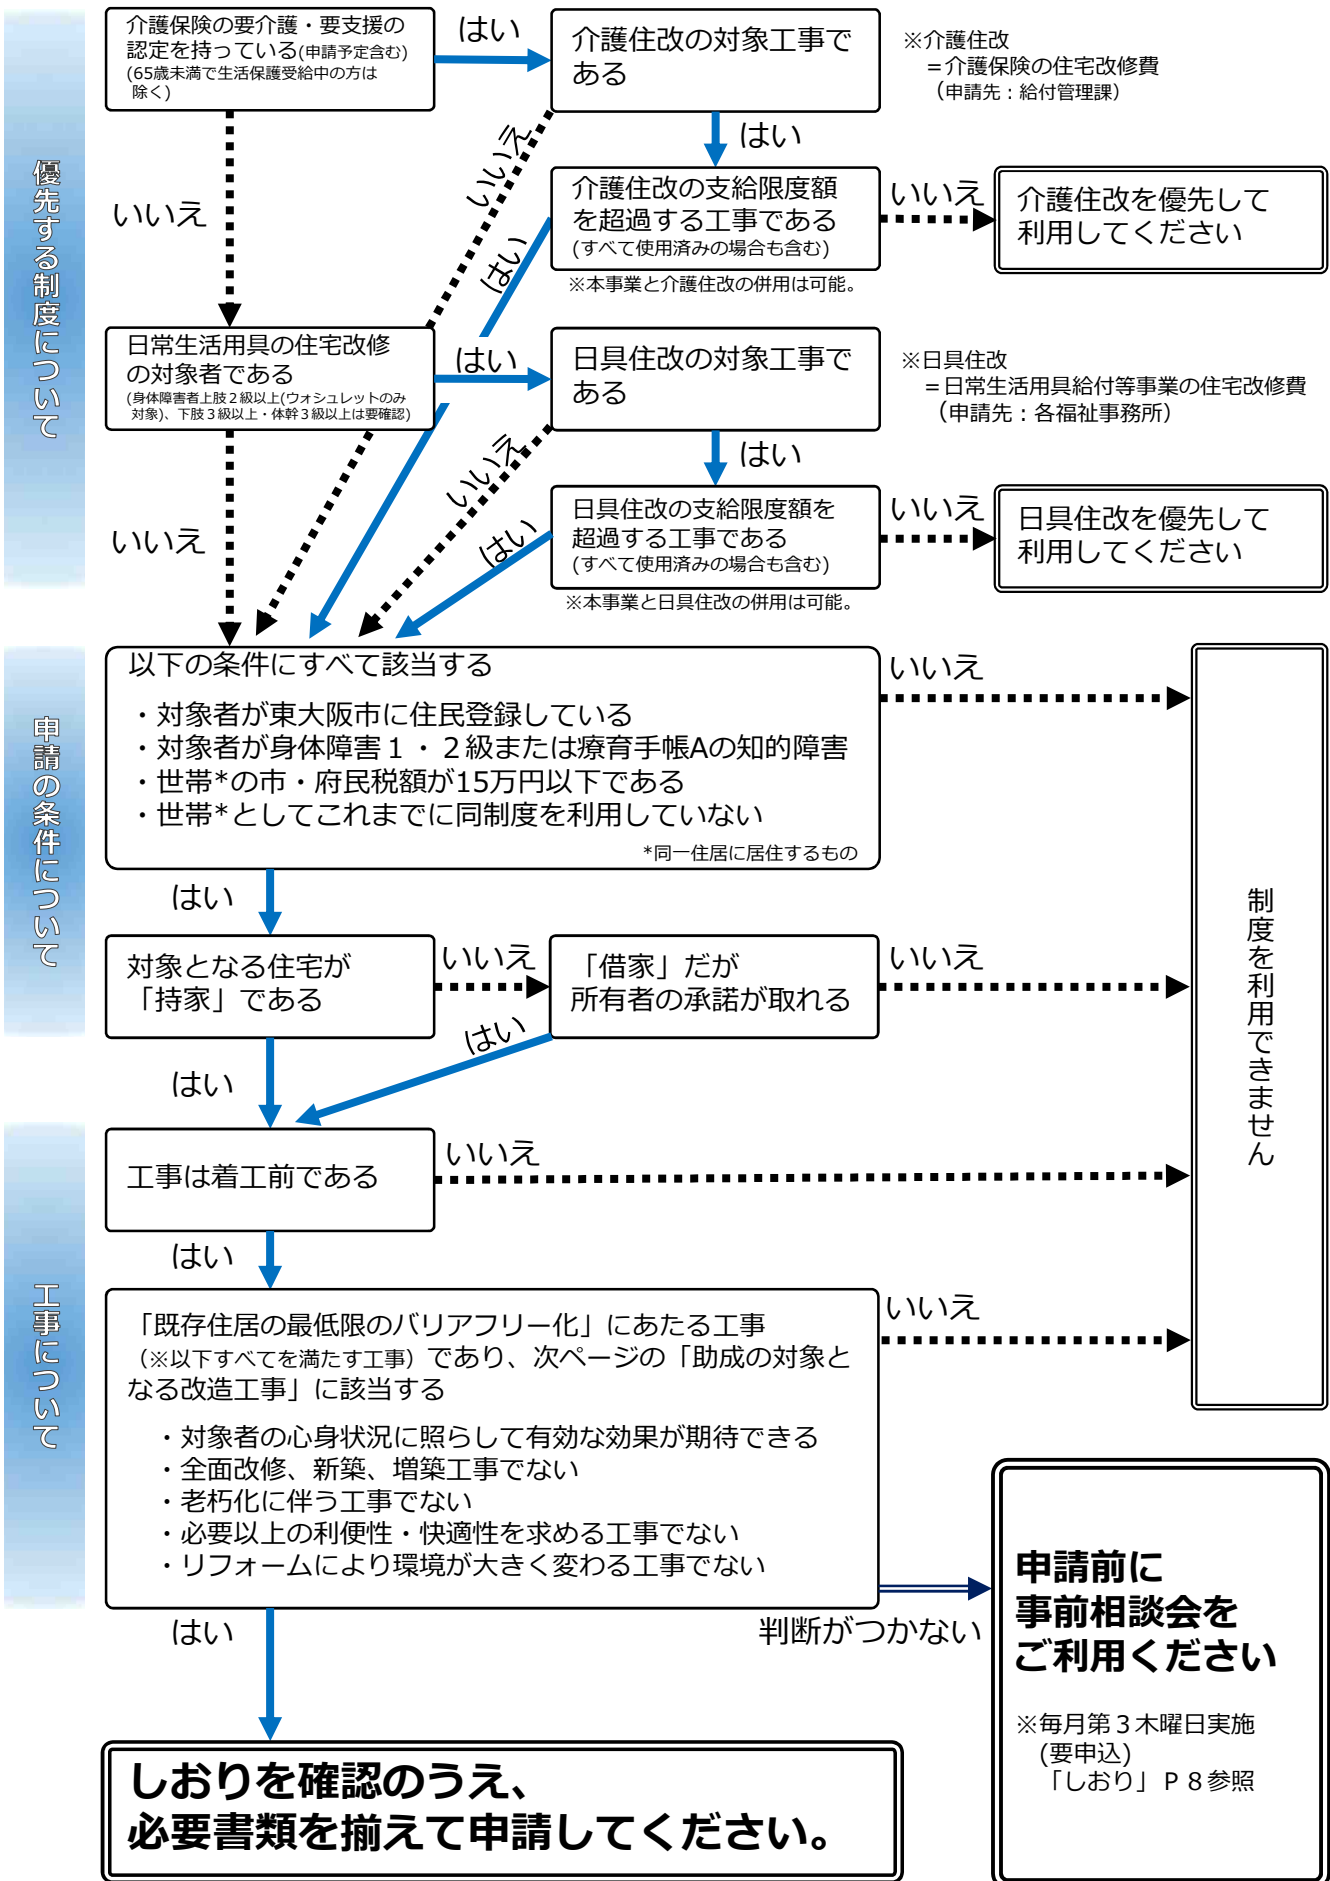 優先する制度について
介護保険の要介護・要支援の
認定を持っている(申請予定含む)
(65歳未満で生活保護受給中の方は
除く)
はい
介護住改の対象工事で
ある
※介護住改
＝介護保険の住宅改修費
（申請先：給付管理課）
いいえ
いいえ
はい
介護住改の支給限度額
を超過する工事である
(すべて使用済みの場合も含む)
いいえ
介護住改を優先して
利用してください
はい
※本事業と介護住改の併用は可能。
日常生活用具の住宅改修
の対象者である
(身体障害者上肢２級以上(ウォシュレットのみ
対象)、下肢３級以上・体幹３級以上は要確認)
はい
日具住改の対象工事で
ある
※日具住改
＝日常生活用具給付等事業の住宅改修費
（申請先：各福祉事務所）
いいえ
いいえ
はい
日具住改の支給限度額を
超過する工事である
(すべて使用済みの場合も含む)
いいえ
日具住改を優先して
利用してください
はい
※本事業と日具住改の併用は可能。
申請の条件について
以下の条件にすべて該当する
・対象者が東大阪市に住民登録している
・対象者が身体障害１・２級または療育手帳Aの知的障害
・世帯*の市・府民税額が15万円以下である
・世帯*としてこれまでに同制度を利用していない
*同一住居に居住するもの
いいえ
制度を利用できません
はい
対象となる住宅が
「持家」である
いいえ
「借家」だが
所有者の承諾が取れる
いいえ
はい
はい
工事について
工事は着工前である
いいえ
はい
「既存住居の最低限のバリアフリー化」にあたる工事
（※以下すべてを満たす工事）であり、次ページの「助成の対象と
なる改造工事」に該当する
・対象者の心身状況に照らして有効な効果が期待できる
・全面改修、新築、増築工事でない
・老朽化に伴う工事でない
・必要以上の利便性・快適性を求める工事でない
・リフォームにより環境が大きく変わる工事でない
いいえ
はい
判断がつかない
申請前に
事前相談会を
ご利用ください
※毎月第３木曜日実施
(要申込)
「しおり」Ｐ８参照
しおりを確認のうえ、
必要書類を揃えて申請してください。